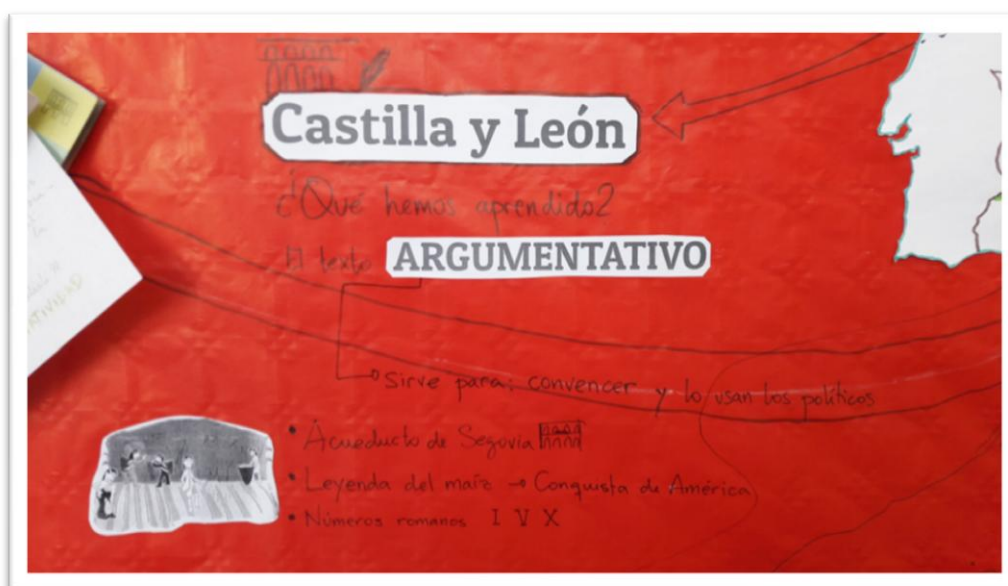 Castilla y León
¿Qué hemos aprendido?
El texto ARGUMENTATIVO
Sirve para: convencer y lo usan los políticos
• Acueducto de Segovia
• Leyenda del maíz → Conquista de América
• Números romanos I V X